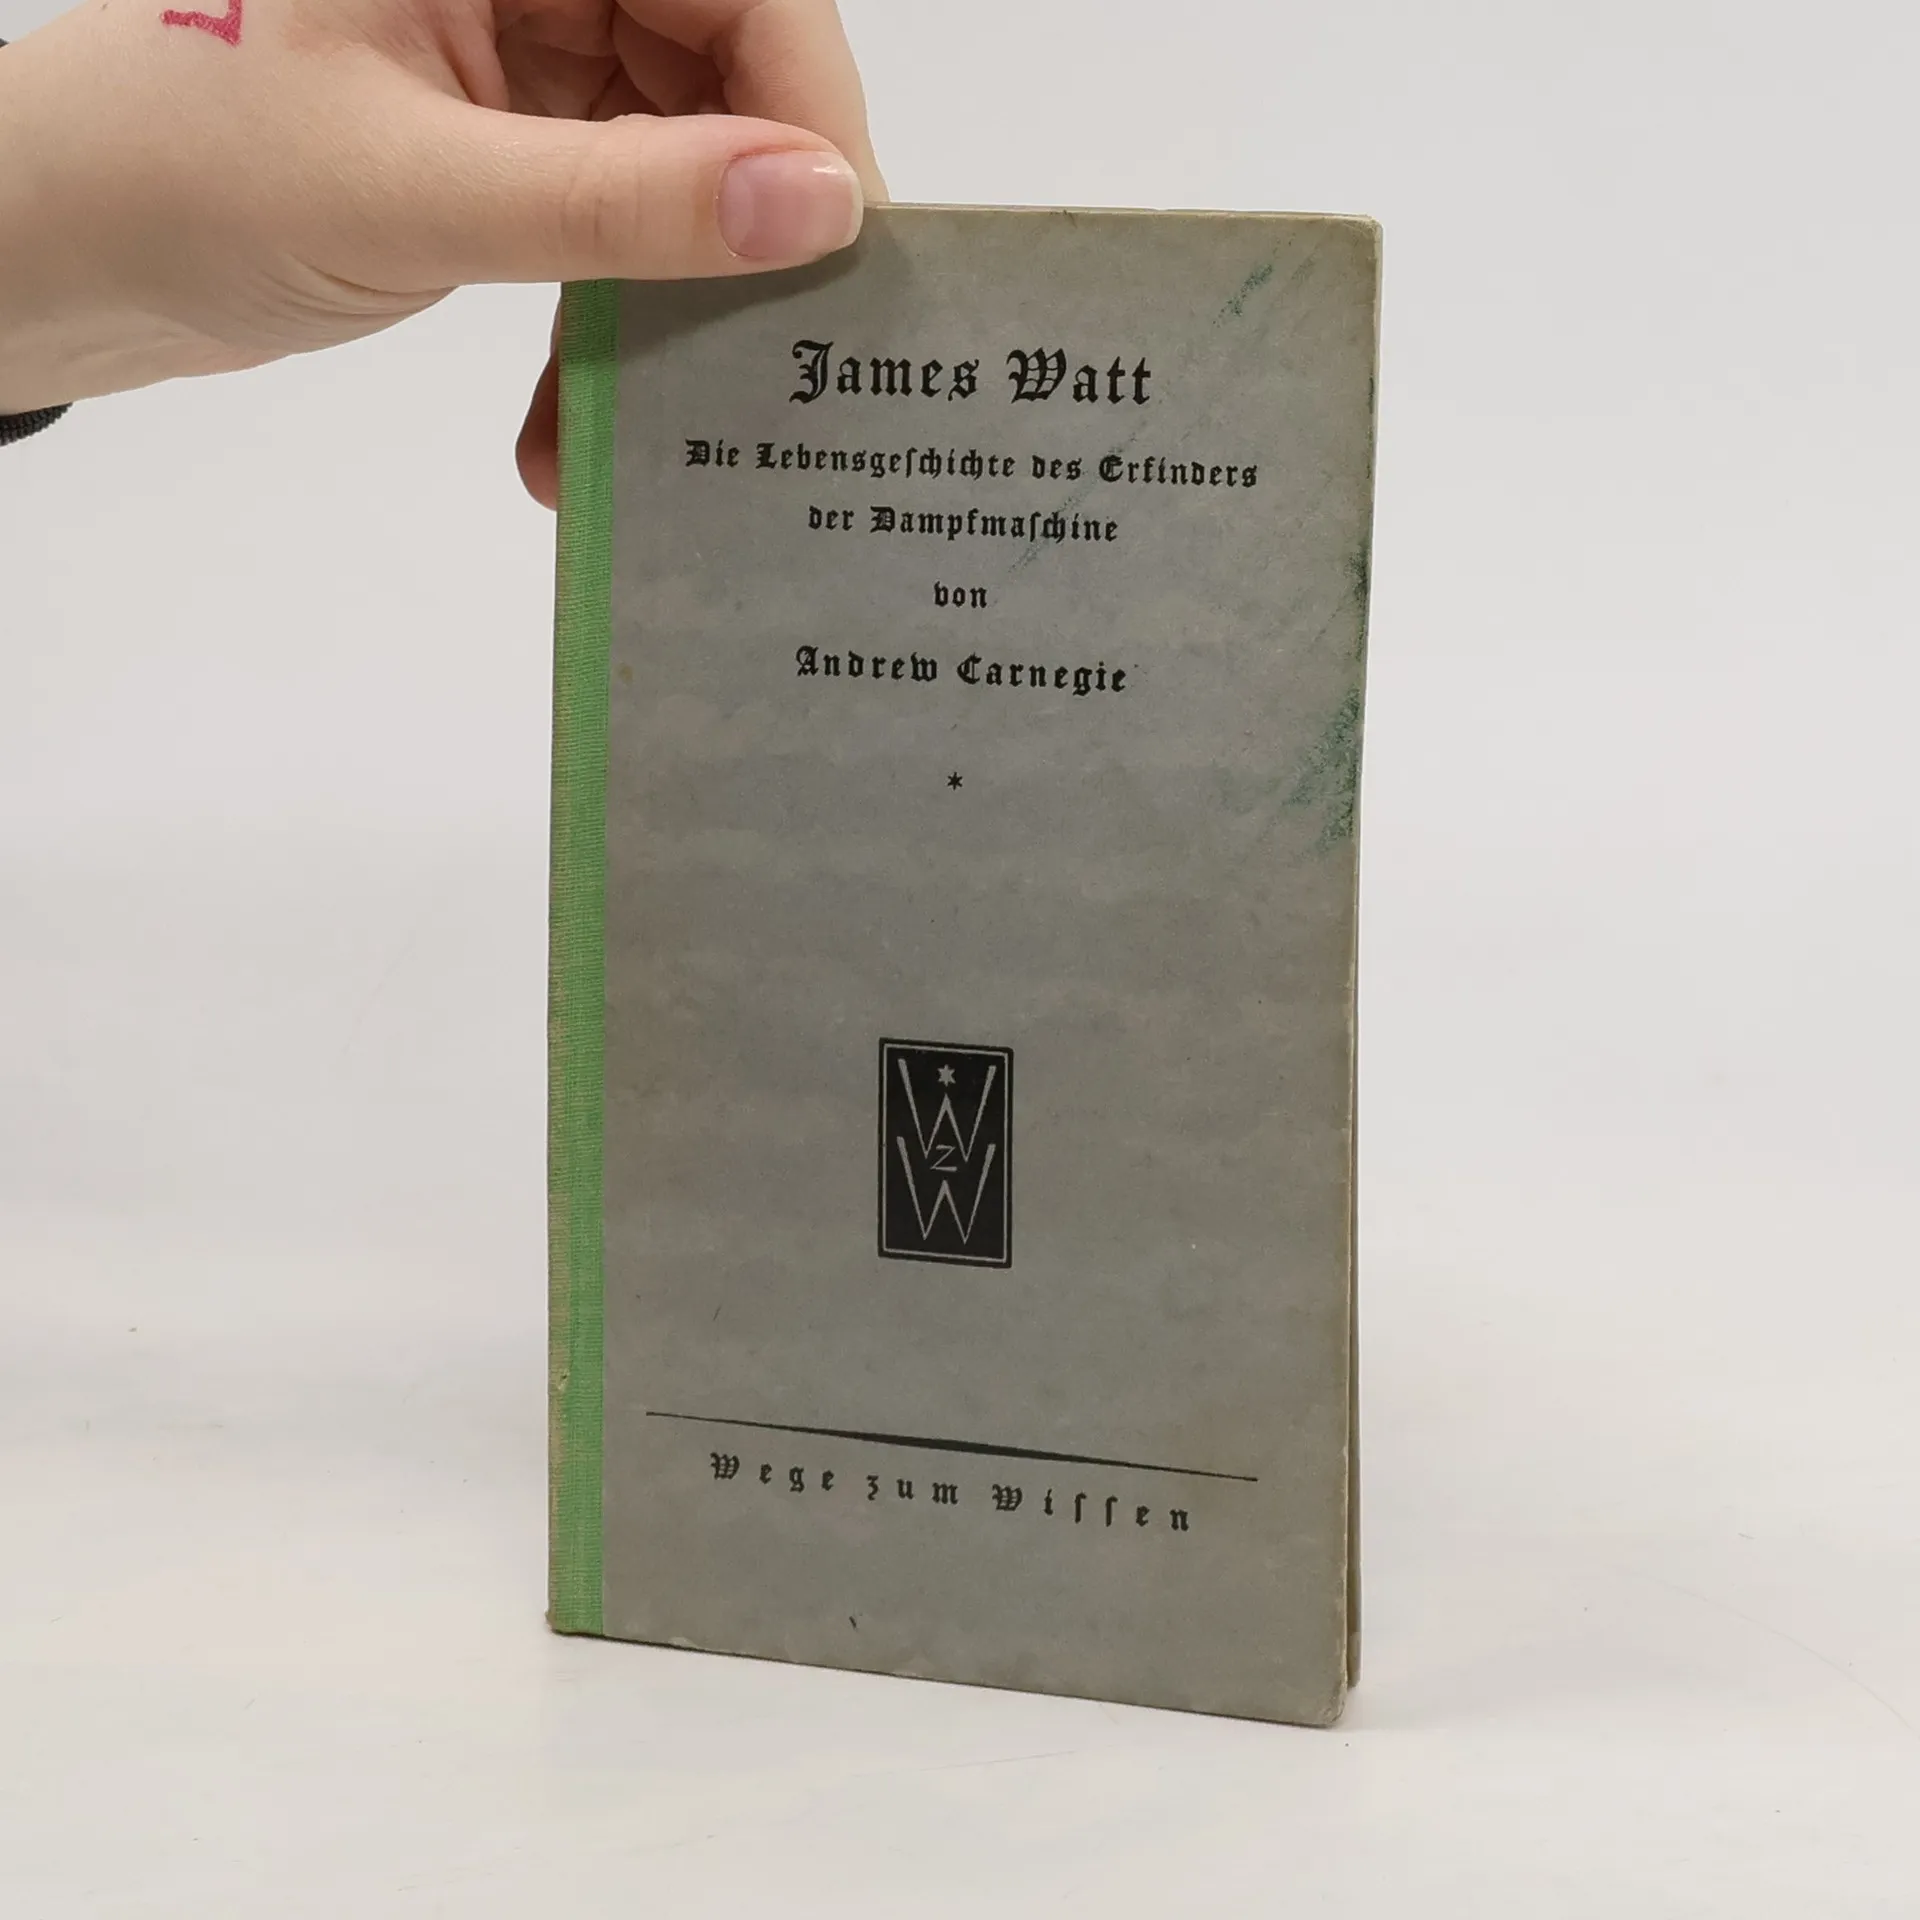 James Watt
Die Lebensgeſchichte des Erfinders
der Dampfmaſchine
von
Andrew Carnegie
*
W
z
W
Wege zum Wiſſen